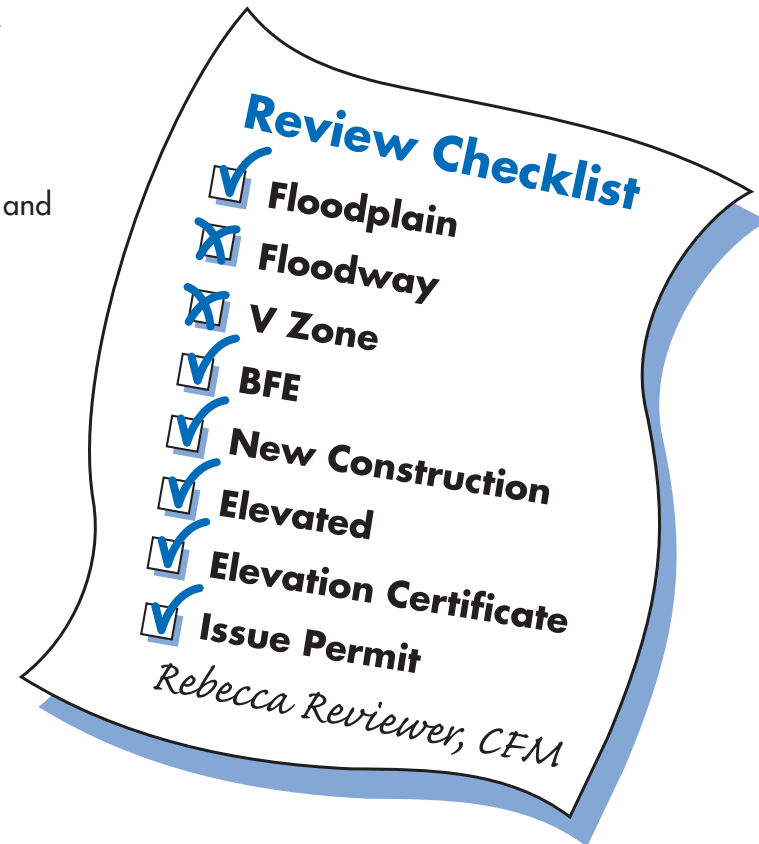 and
Review Checklist
Floodplain
Floodway
V Zone
BFE
New Construction
Elevated
Elevation Certificate
Issue Permit
Rebecca Reviewer, CFM